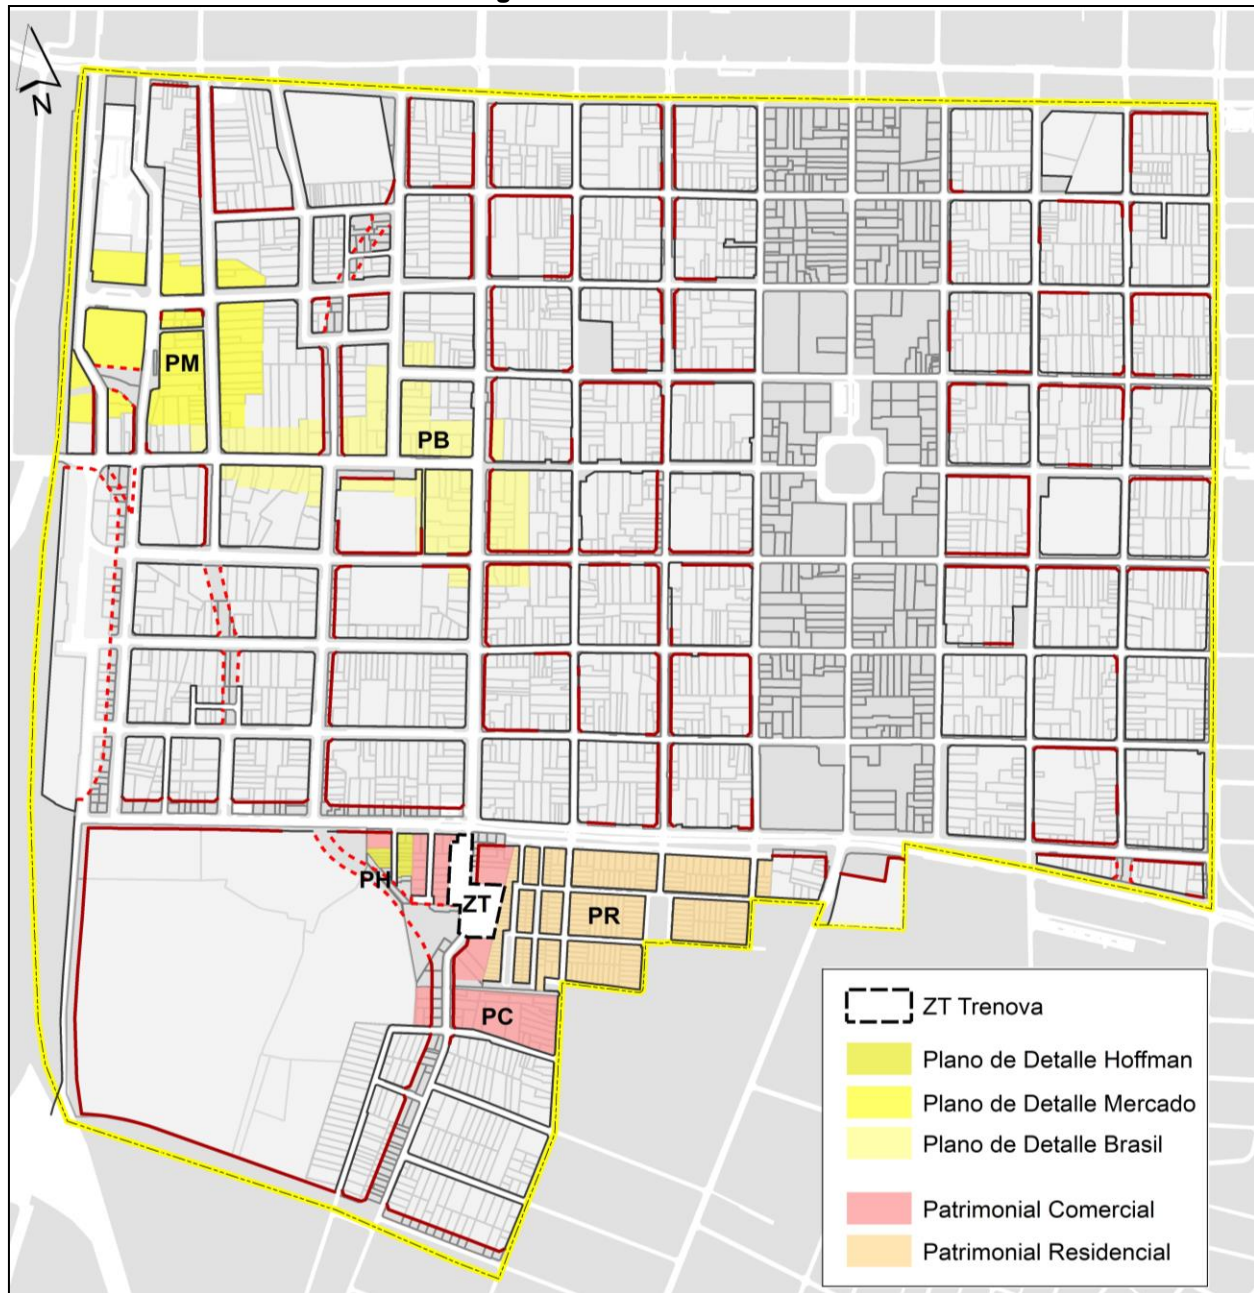 N
PM
PB
PH
ZT
PR
PC
ZT Trenova
Plano de Detalle Hoffman
Plano de Detalle Mercado
Plano de Detalle Brasil
Patrimonial Comercial
Patrimonial Residencial